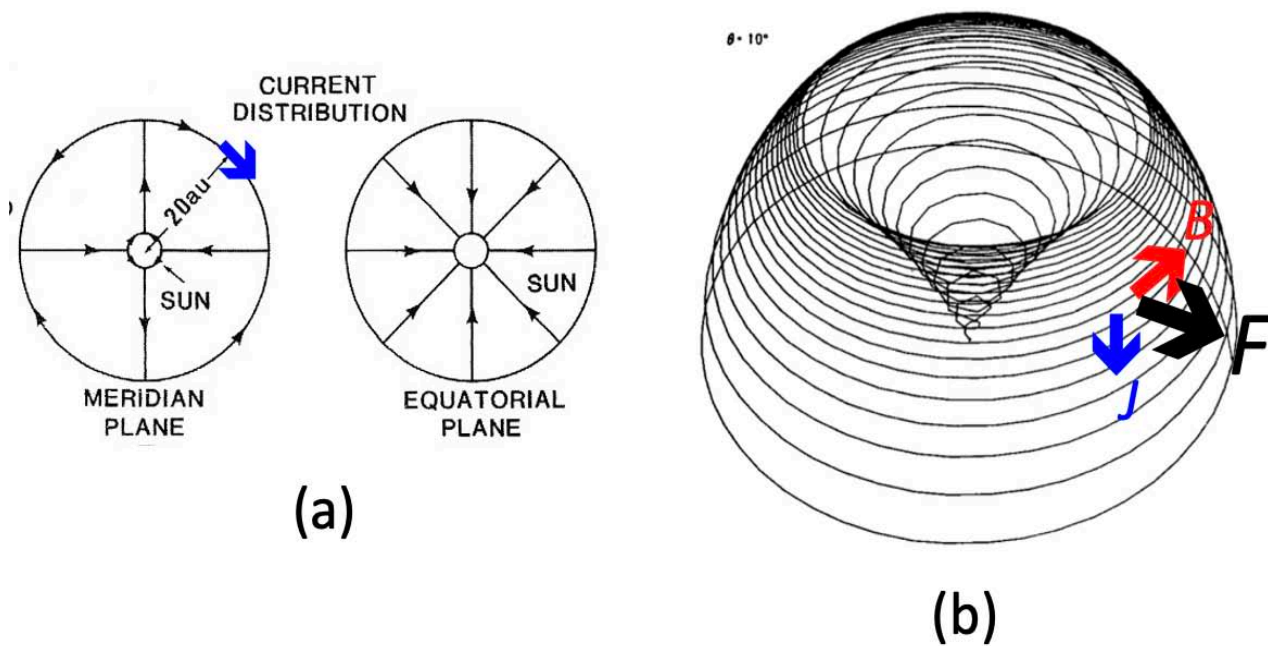 CURRENT
DISTRIBUTION
20au
SUN
MERIDIAN
PLANE
SUN
EQUATORIAL
PLANE
(a)
θ = 10°
B
J
F
(b)